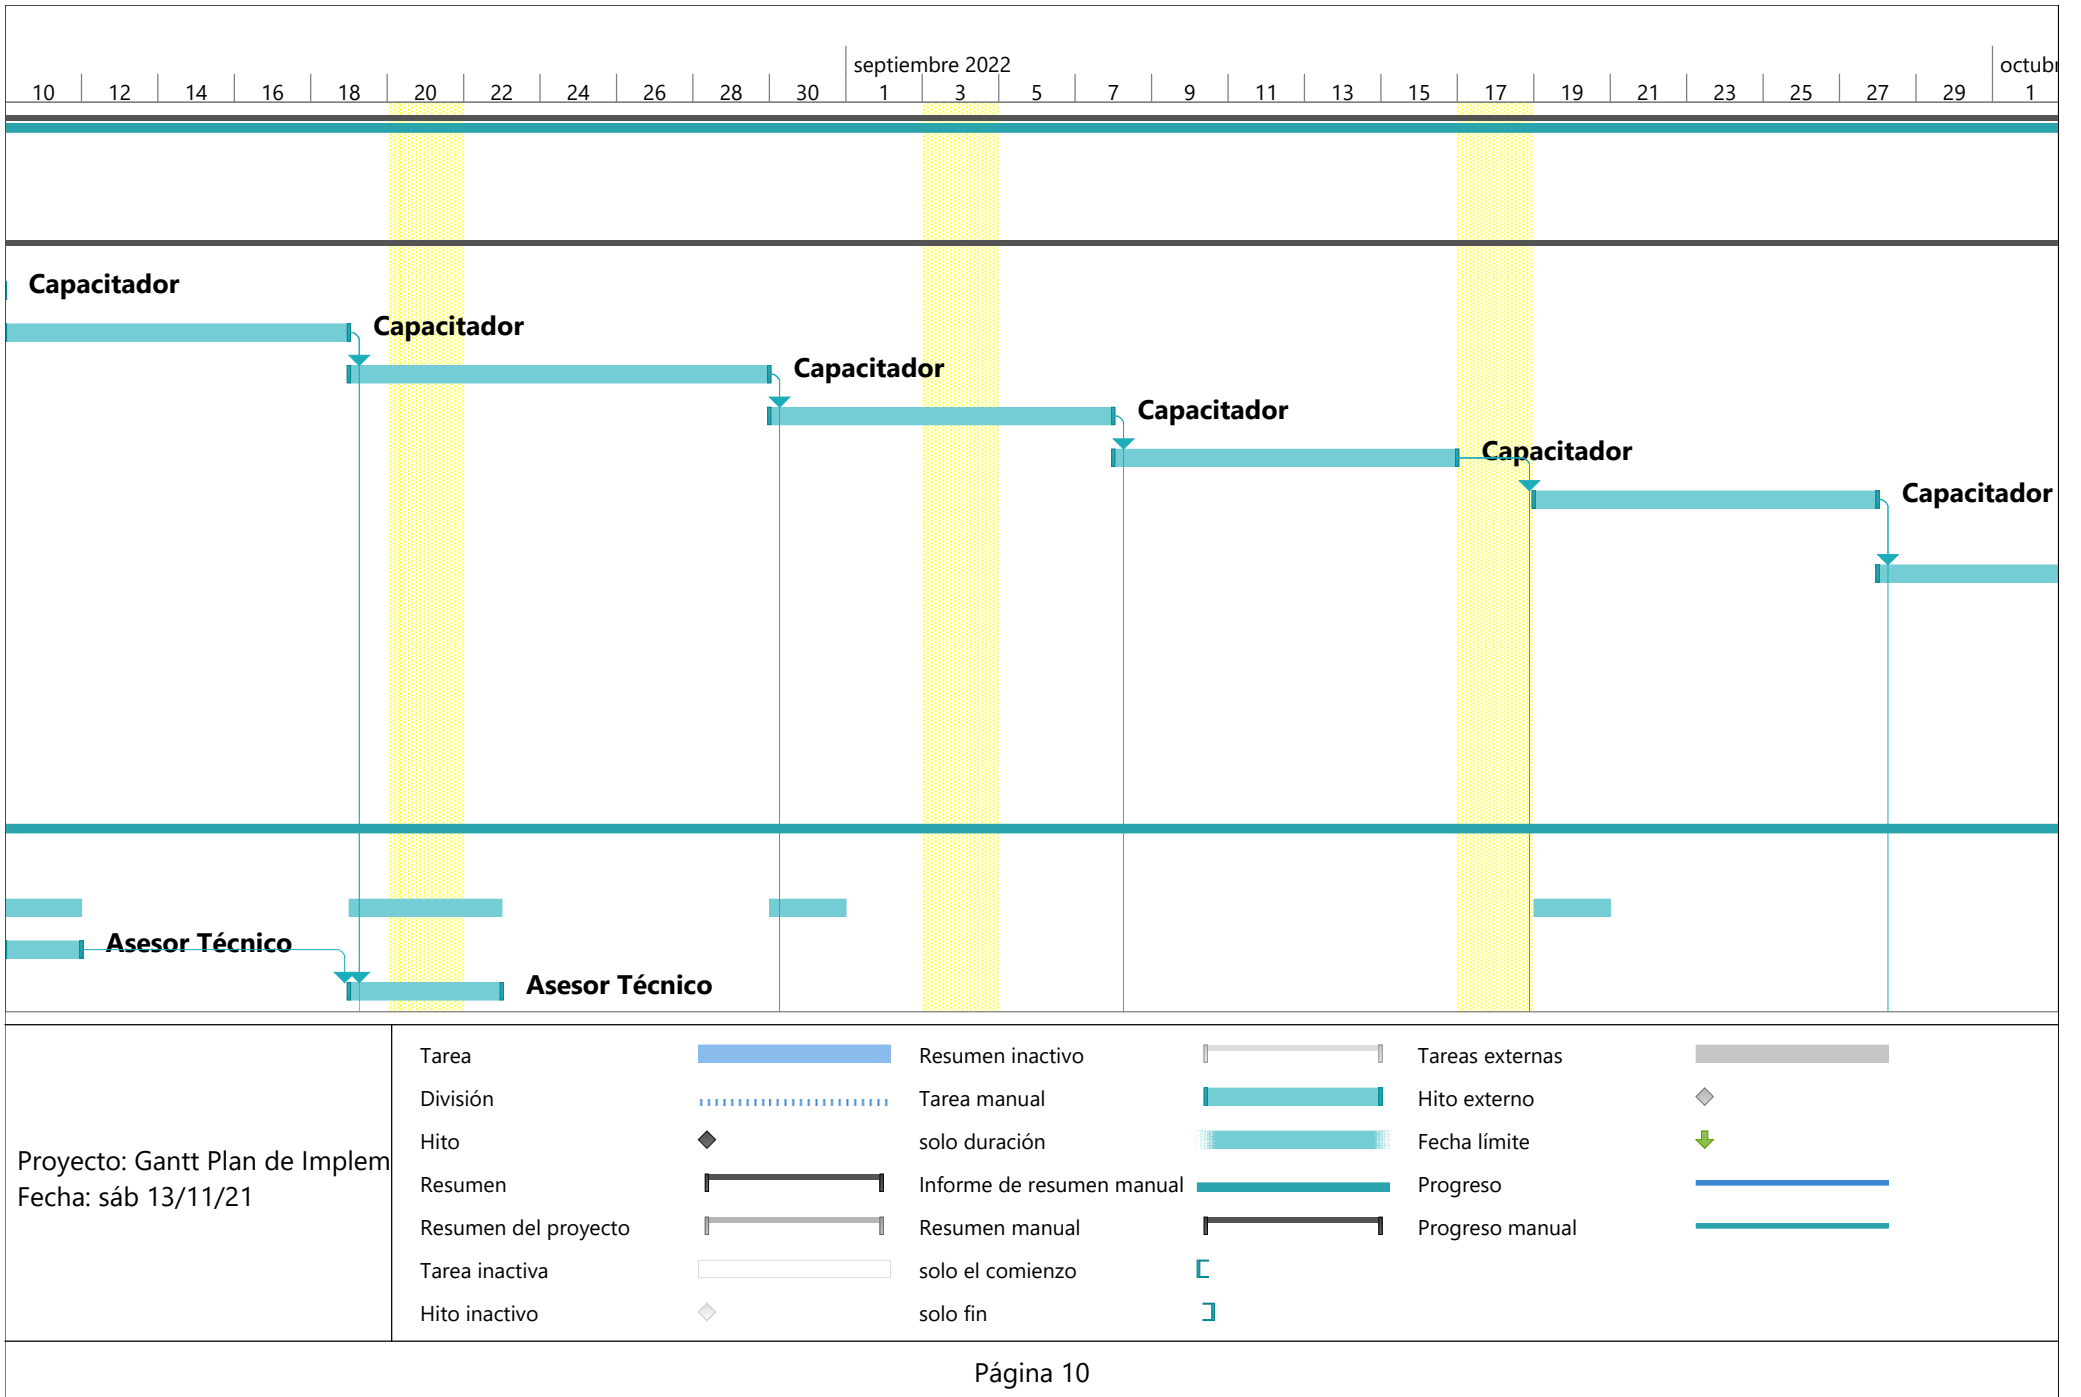 septiembre 2022
octubr
10 12 14 16 18 20 22 24 26 28 30 1 3 5 7 9 11 13 15 17 19 21 23 25 27 29 1
Capacitador
Capacitador
Capacitador
Capacitador
Capacitador
Capacitador
Asesor Técnico
Asesor Técnico
Proyecto: Gantt Plan de Implem
Fecha: sáb 13/11/21
Tarea
División
Hito
Resumen
Resumen del proyecto
Tarea inactiva
Hito inactivo
Resumen inactivo
Tarea manual
solo duración
Informe de resumen manual
Resumen manual
solo el comienzo
solo fin
Tareas externas
Hito externo
Fecha límite
Progreso
Progreso manual
Página 10